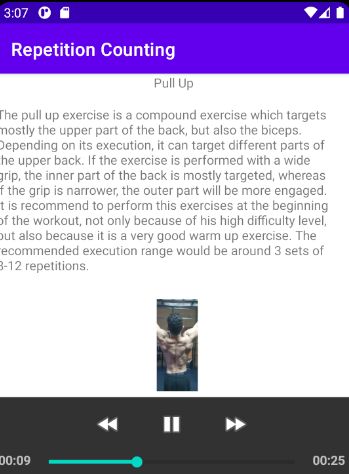 3:07
Repetition Counting
Pull Up
The pull up exercise is a compound exercise which targets
mostly the upper part of the back, but also the biceps.
Depending on its execution, it can target different parts of
the upper back. If the exercise is performed with a wide
grip, the inner part of the back is mostly targeted, whereas
if the grip is narrower, the outer part will be more engaged.
It is recommend to perform this exercises at the beginning
of the workout, not only because of his high difficulty level,
but also because it is a very good warm up exercise. The
recommended execution range would be around 3 sets of
8-12 repetitions.
00:09 00:25